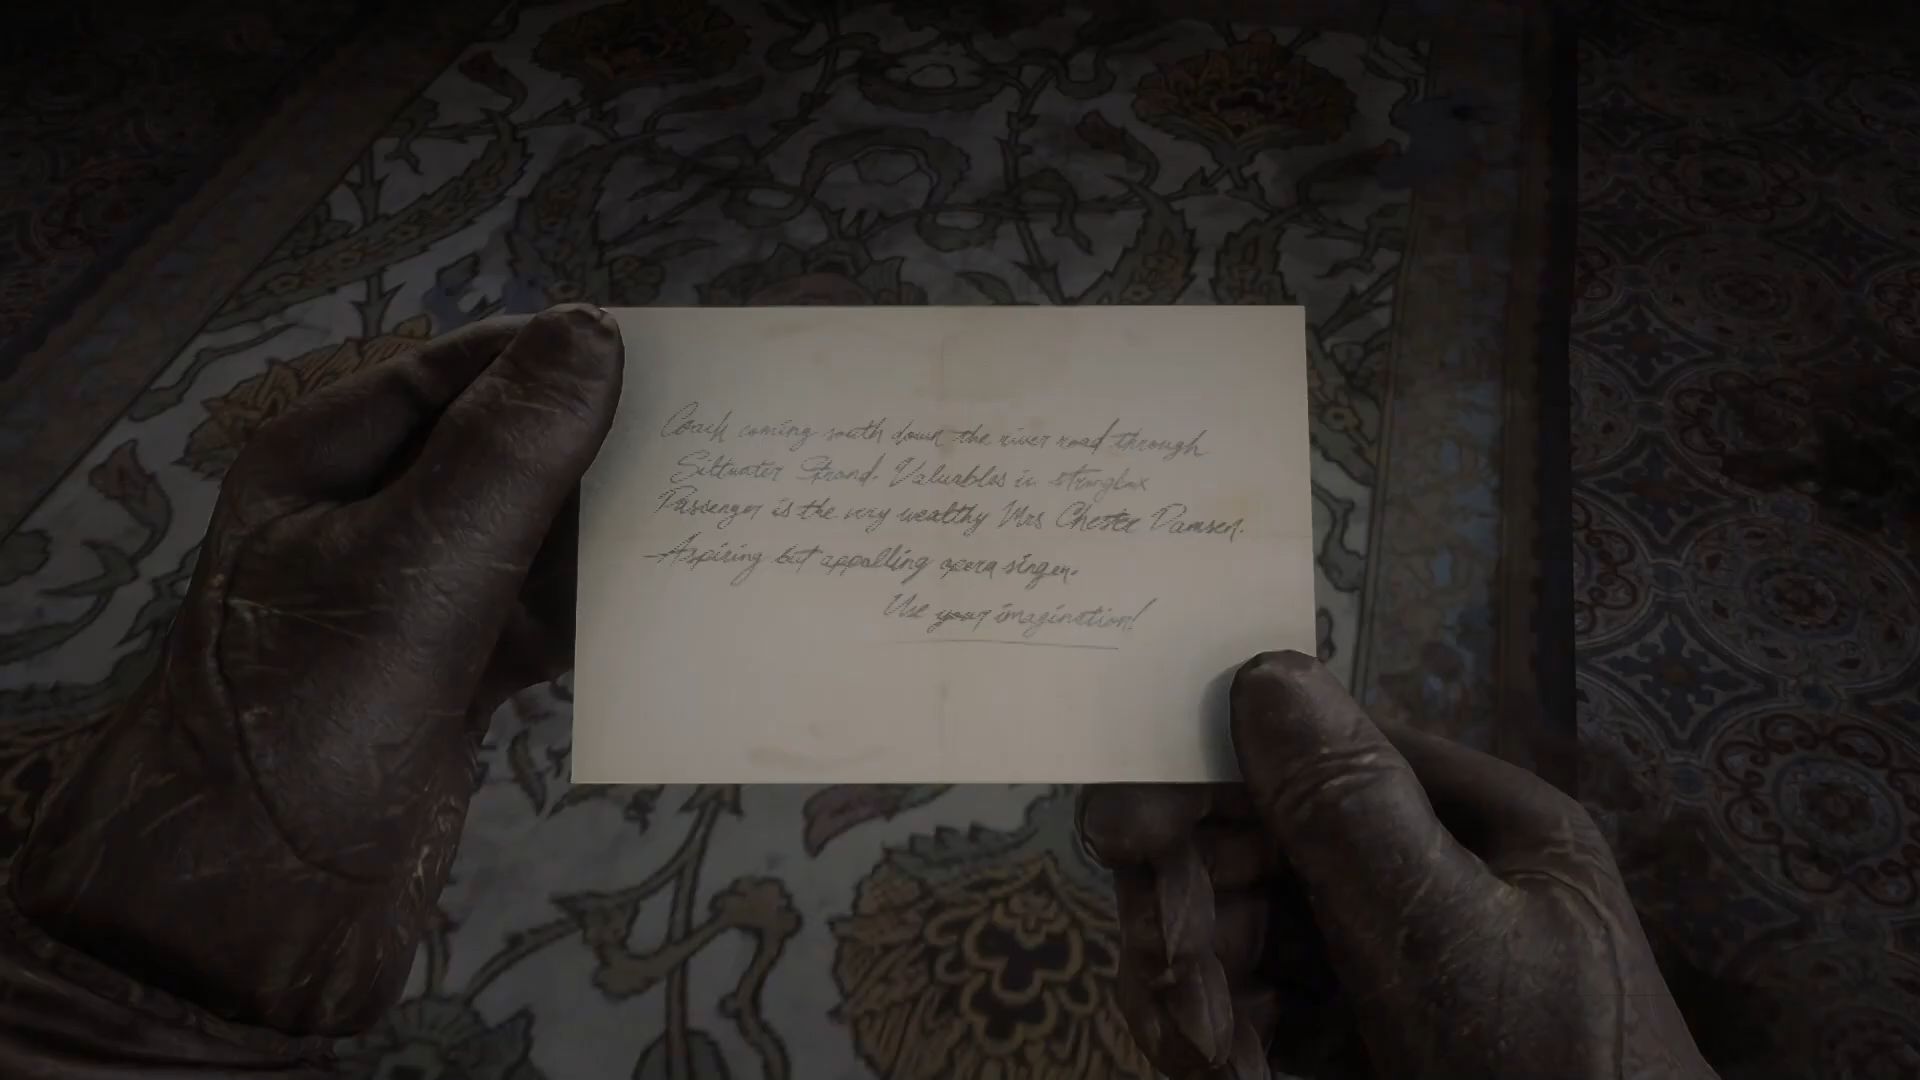 Coach coming south down the river road through
Siltwater Strand. Valuables in strongbox
Passenger is the very wealthy Mrs Chester Damsen.
Aspiring but appalling opera singer.
Use your imagination!